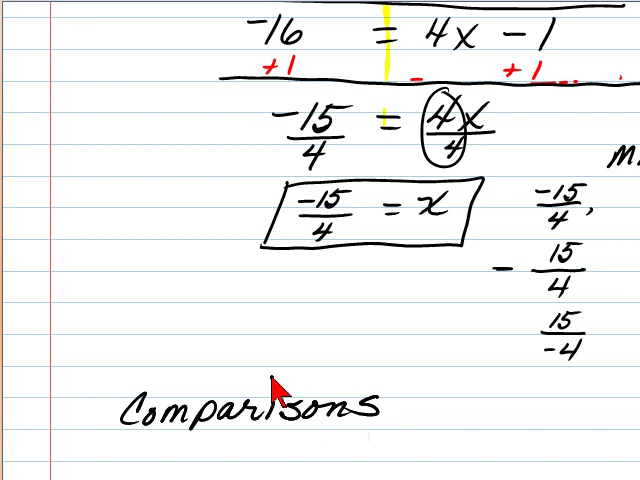 -16 = 4x - 1
+1 +1
-15/4 = 4x/4
-15/4 = x
-15/4,
- 15/4
15/-4
Comparisons